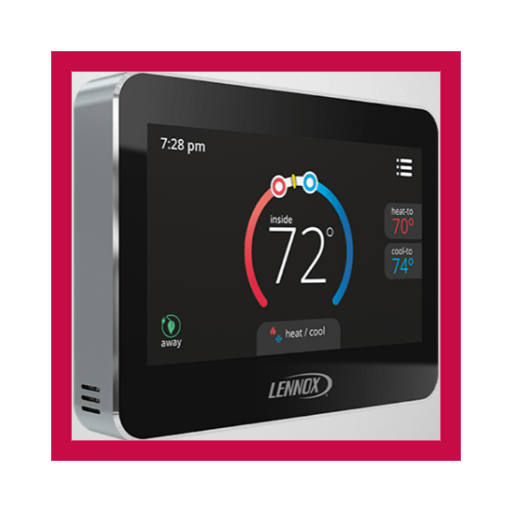 7:28 pm
inside
72°
heat-to
70°
cool-to
74°
away
heat / cool
LENNOX